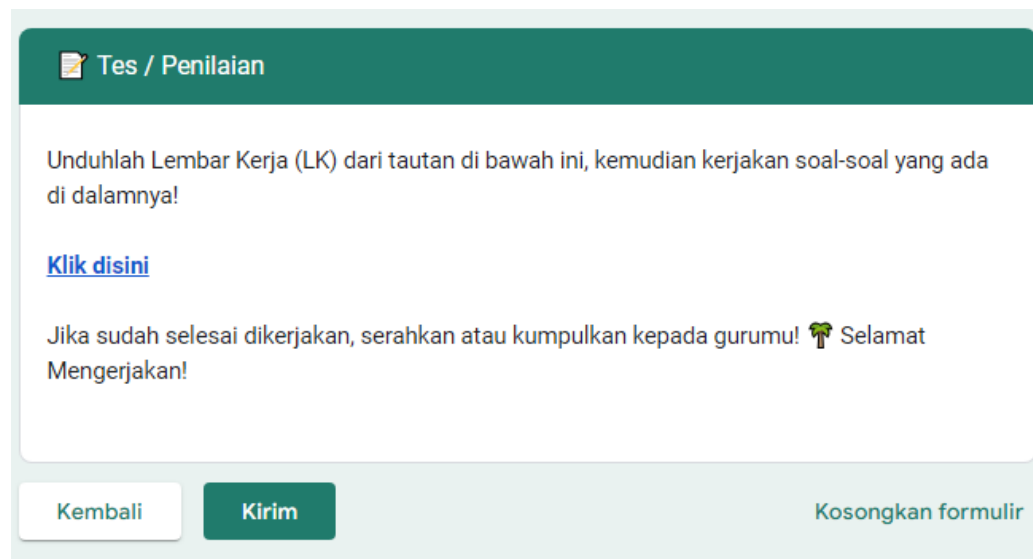 📝 Tes / Penilaian
Unduhlah Lembar Kerja (LK) dari tautan di bawah ini, kemudian kerjakan soal-soal yang ada
di dalamnya!
Klik disini
Jika sudah selesai dikerjakan, serahkan atau kumpulkan kepada gurumu! 🌴 Selamat
Mengerjakan!
Kembali
Kirim
Kosongkan formulir